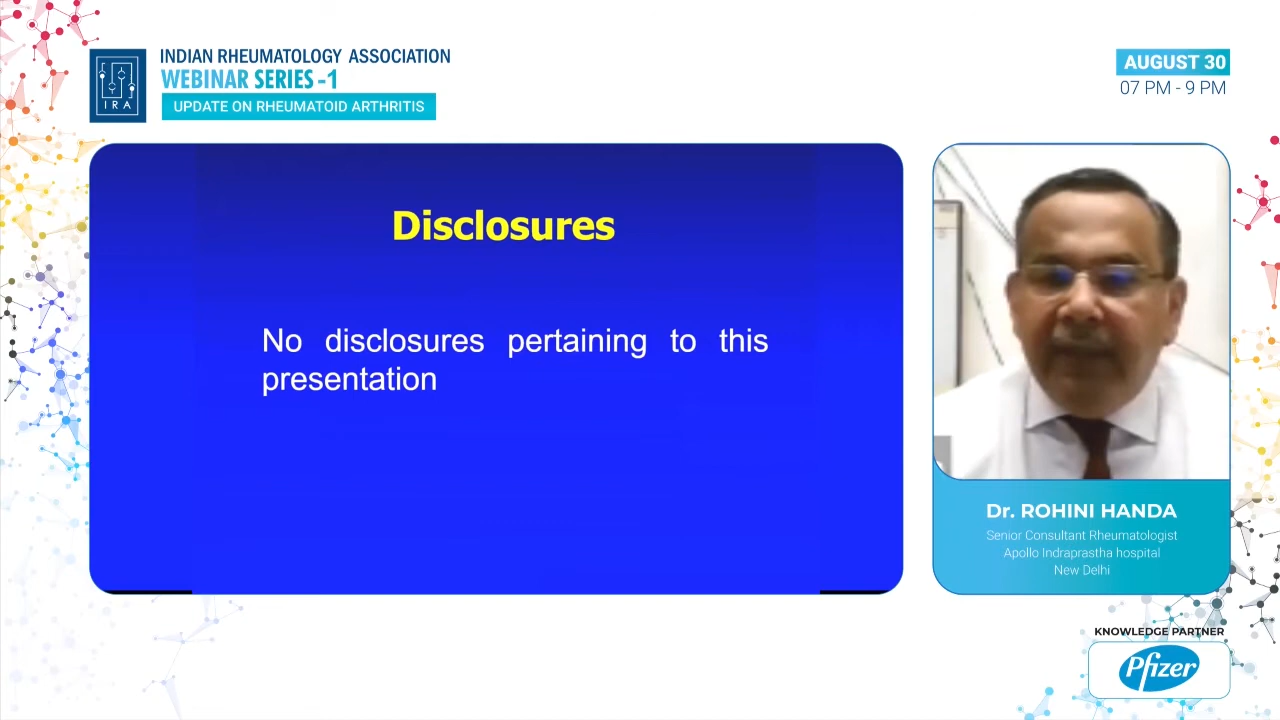 INDIAN RHEUMATOLOGY ASSOCIATION
WEBINAR SERIES -1
UPDATE ON RHEUMATOID ARTHRITIS
IRA
AUGUST 30
07 PM - 9 PM
Disclosures
No disclosures pertaining to this
presentation
Dr. ROHINI HANDA
Senior Consultant Rheumatologist
Apollo Indraprastha hospital
New Delhi
KNOWLEDGE PARTNER
Pfizer